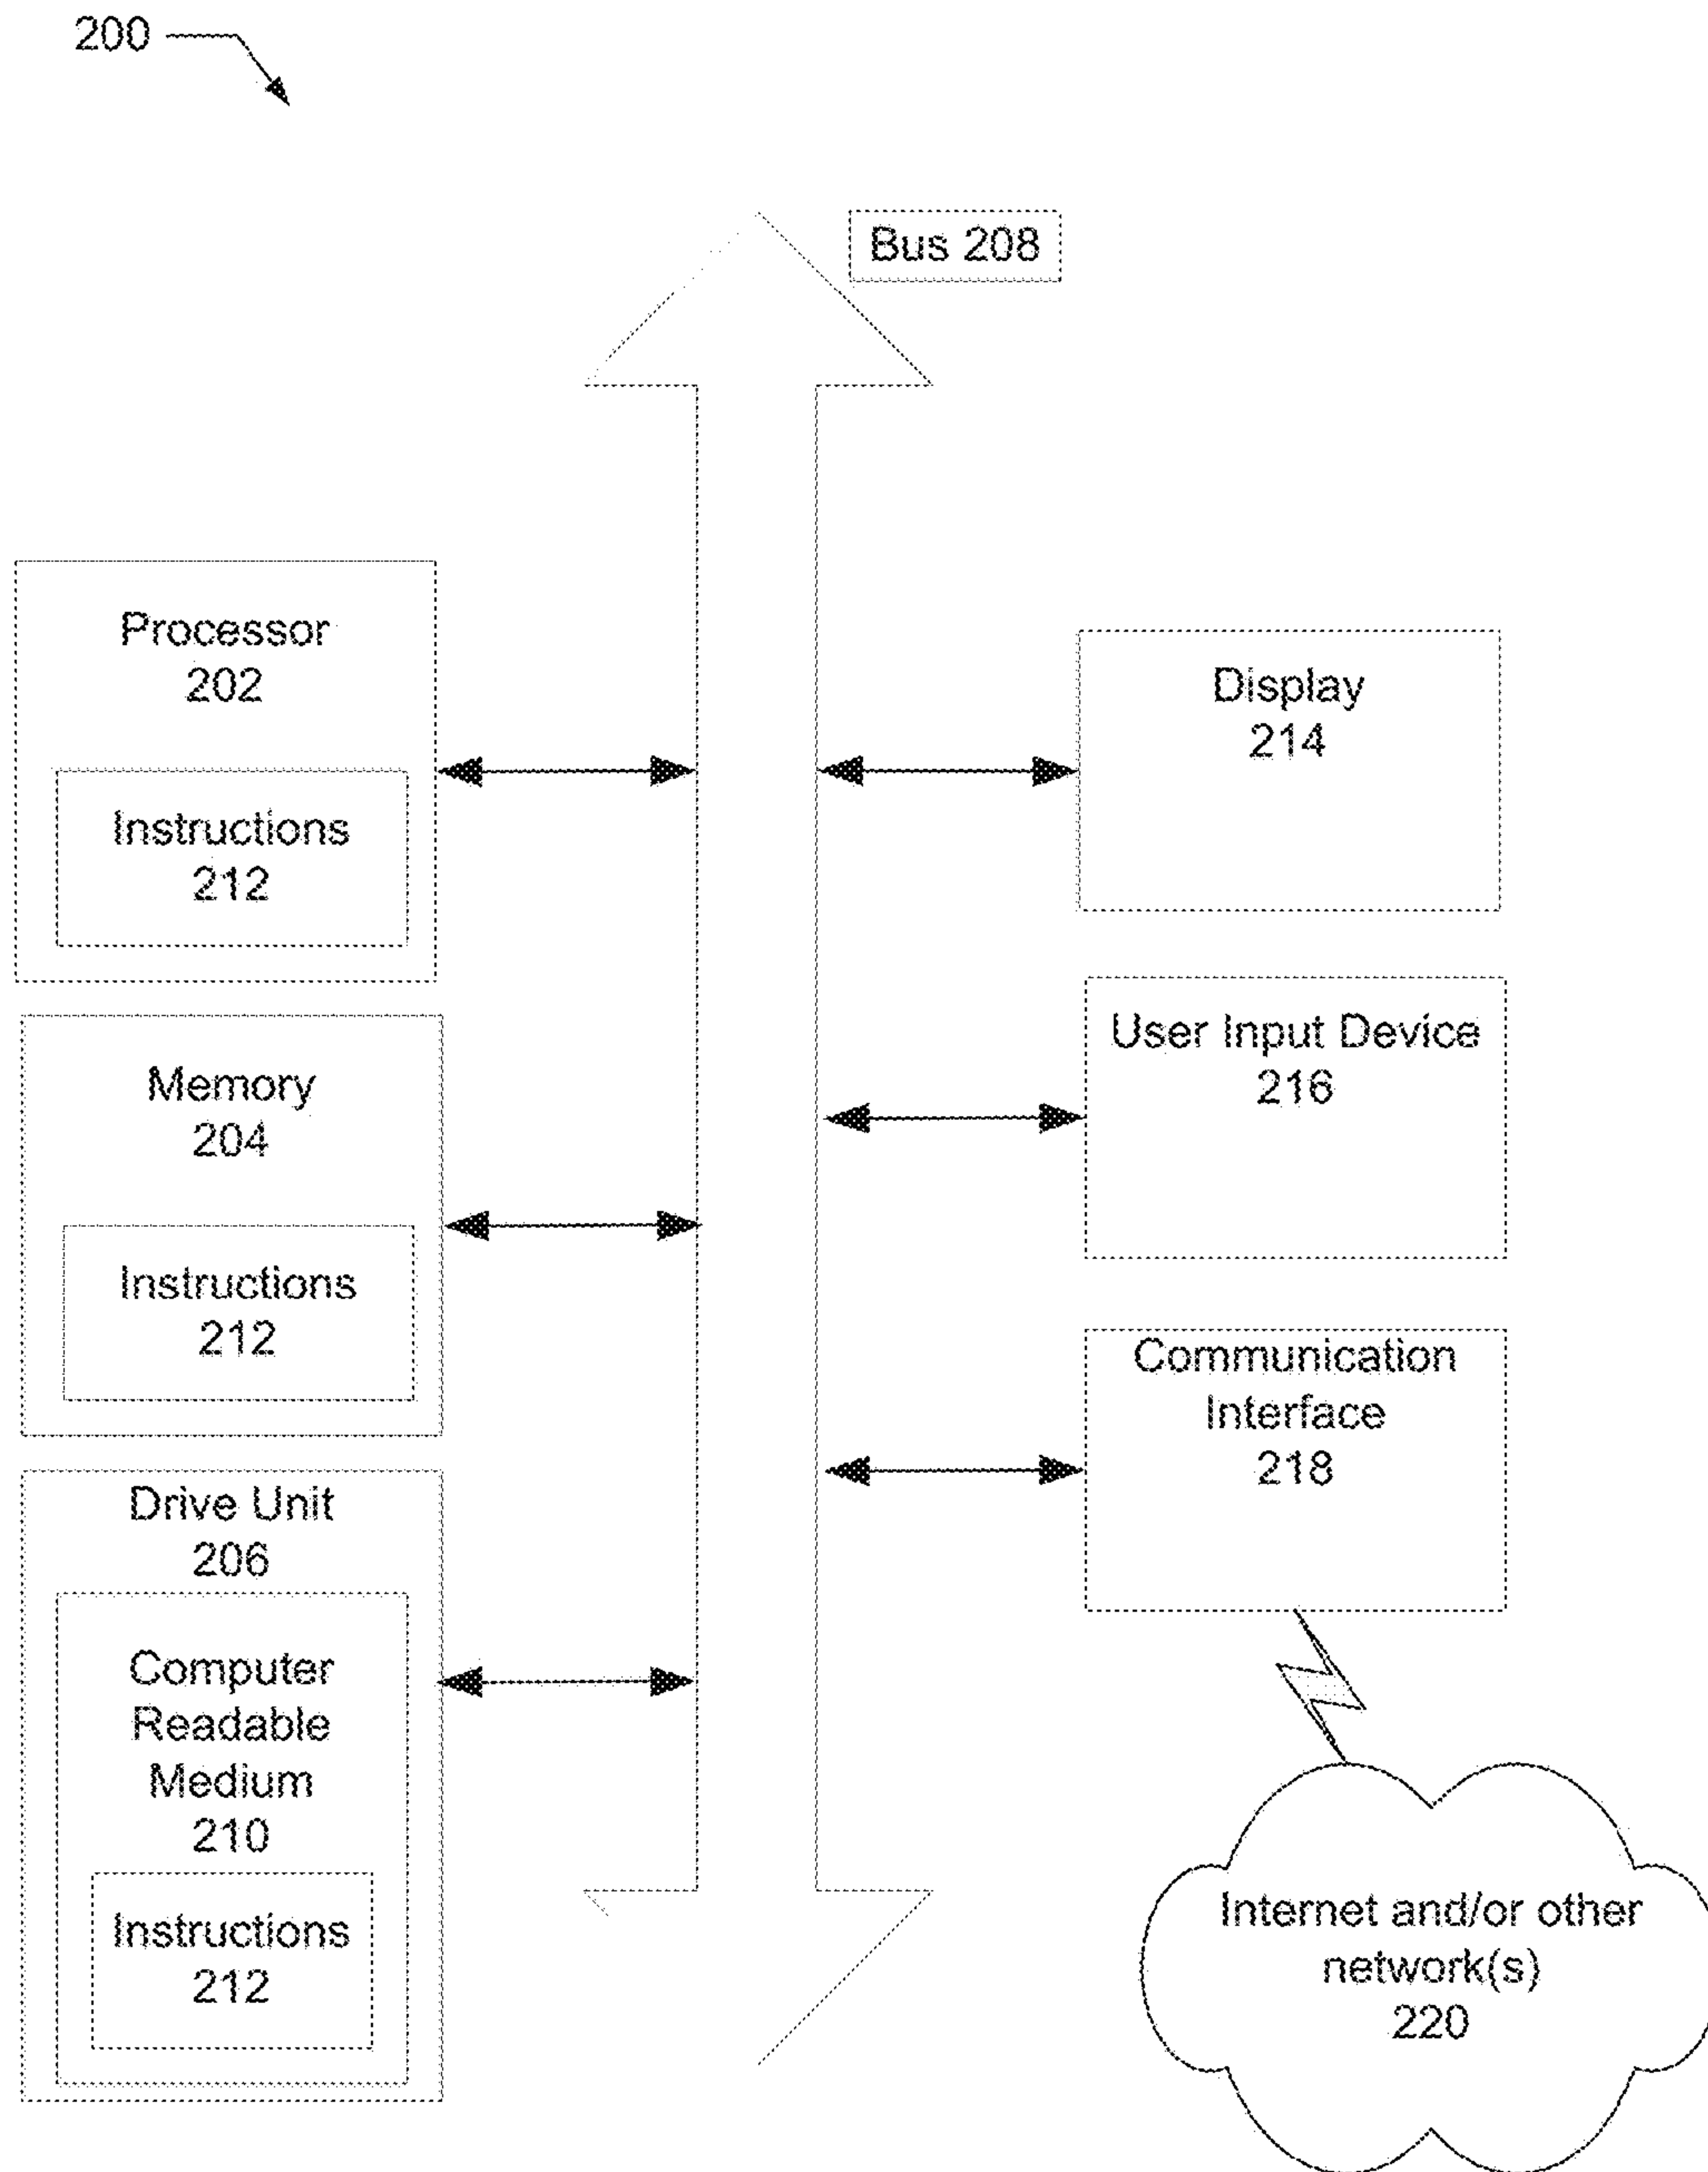 200
Bus 208
Processor
202
Instructions
212
Memory
204
Instructions
212
Drive Unit
206
Computer
Readable
Medium
210
Instructions
212
Display
214
User Input Device
216
Communication
Interface
218
Internet and/or other
network(s)
220